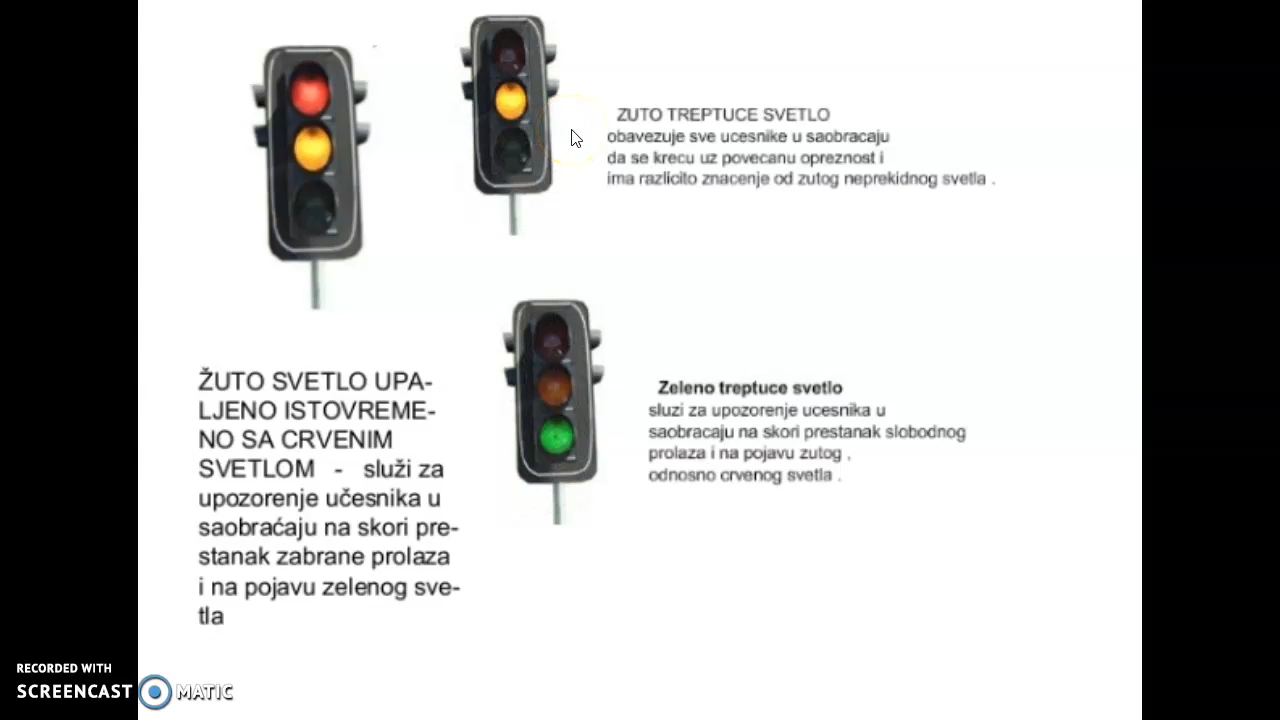 ZUTO TREPTUCE SVETLO
obavezuje sve ucesnike u saobracaju
da se krecu uz povecanu opreznost i
ima razlicito znacenje od zutog neprekidnog svetla .
ŽUTO SVETLO UPA-
LJENO ISTOVREME-
NO SA CRVENIM
SVETLOM - služi za
upozorenje učesnika u
saobraćaju na skori pre-
stanak zabrane prolaza
i na pojavu zelenog sve-
tla
Zeleno treptuce svetlo
sluzi za upozorenje ucesnika u
saobracaju na skori prestanak slobodnog
prolaza i na pojavu zutog ,
odnosno crvenog svetla .
RECORDED WITH
SCREENCAST MATIC